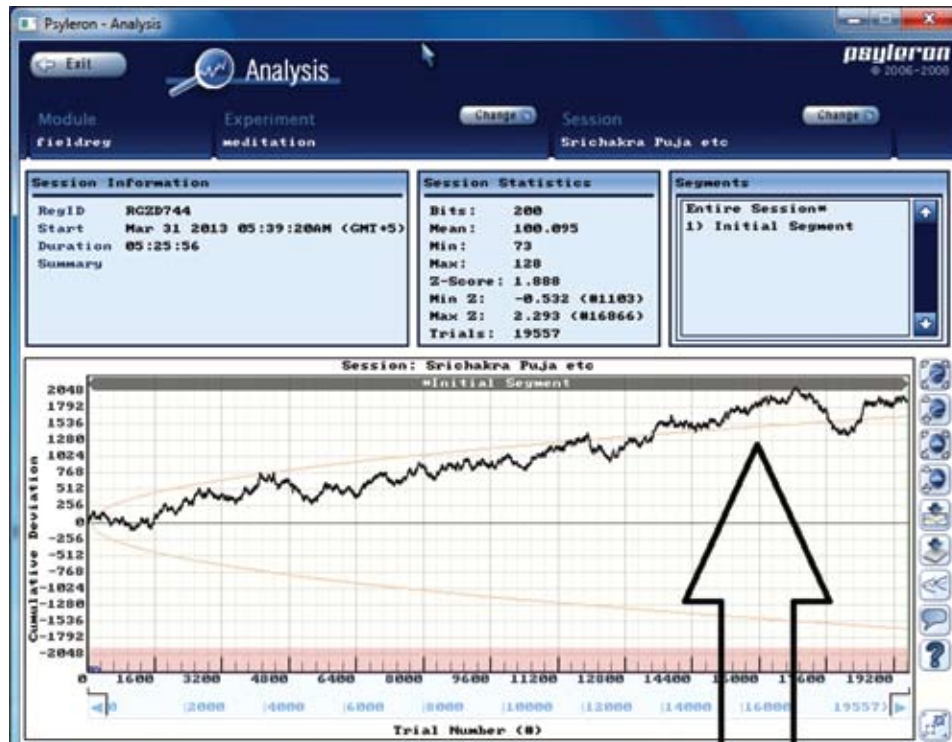 Psyleron - Analysis
Exit
Analysis
psyleron
© 2006-2008
Module
fieldreg
Experiment
meditation
Change
Session
Srichakra Puja etc
Change
Session Information
RegID RGZD744
Start Mar 31 2013 05:39:20AM (GMT+5)
Duration 05:25:56
Summary
Session Statistics
Bits: 200
Mean: 100.095
Min: 73
Max: 128
Z-Score: 1.888
Min Z: -0.532 (#1103)
Max Z: 2.293 (#16866)
Trials: 19557
Segments
Entire Session*
1) Initial Segment
Session: Srichakra Puja etc
*Initial Segment
2048
1792
1536
1280
1024
768
512
256
0
-256
-512
-768
-1024
-1280
-1536
-1792
-2048
Cumulative Deviation
0 1600 3200 4800 6400 8000 9600 11200 12800 14400 16000 17600 19200
0 2000 4000 6000 8000 10000 12000 14000 16000 19557
Trial Number (#)